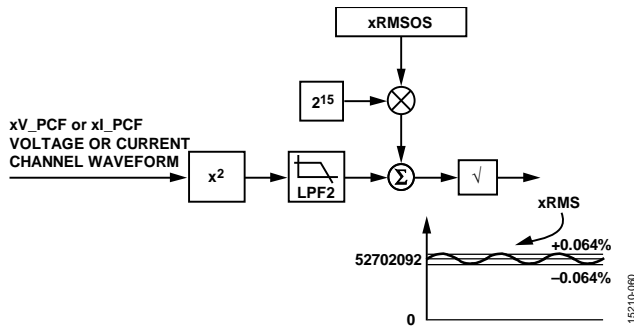 xRMSOS
2¹⁵
xV_PCF or xI_PCF
VOLTAGE OR CURRENT
CHANNEL WAVEFORM
x²
LPF2
Σ
√
xRMS
+0.064%
52702092
–0.064%
0
15210-060